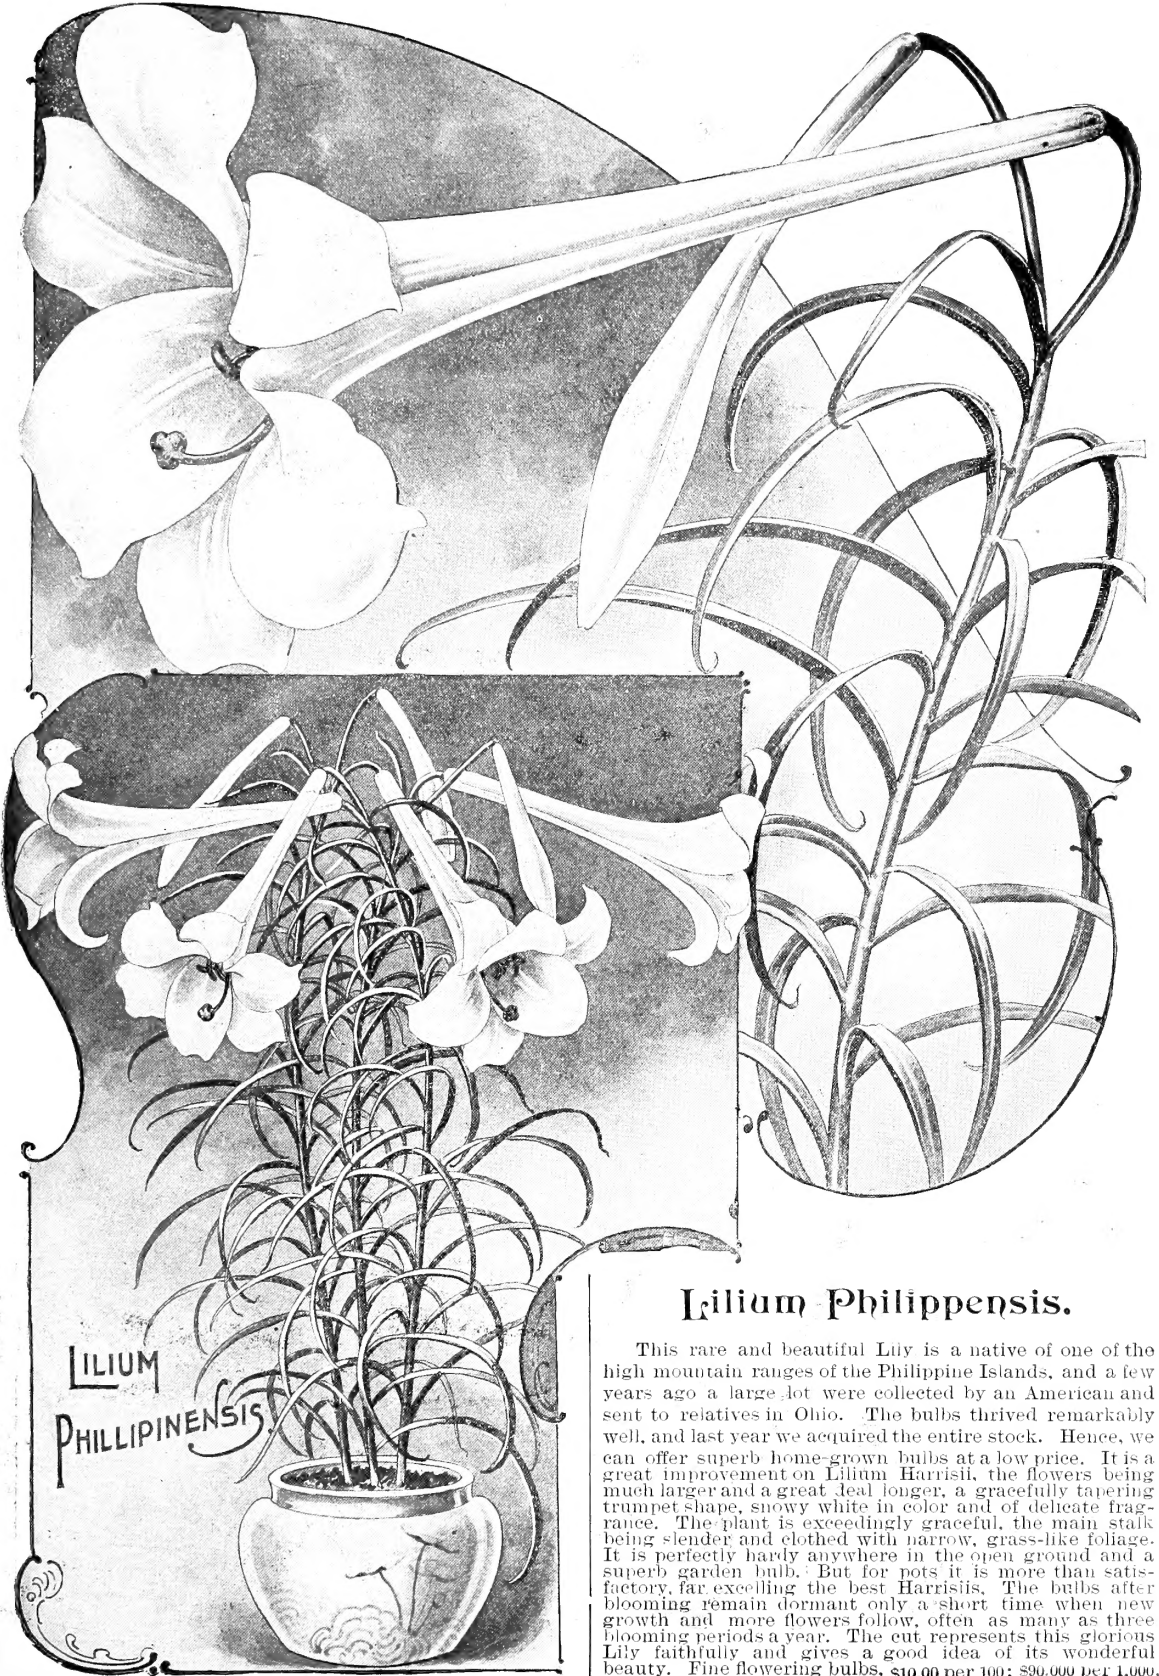 LILIUM
PHILLIPINENSIS
Lilium Philippensis.
This rare and beautiful Lily is a native of one of the
high mountain ranges of the Philippine Islands, and a few
years ago a large lot were collected by an American and
sent to relatives in Ohio. The bulbs thrived remarkably
well, and last year we acquired the entire stock. Hence, we
can offer superb home-grown bulbs at a low price. It is a
great improvement on Lilium Harrisii, the flowers being
much larger and a great deal longer, a gracefully tapering
trumpet shape, snowy white in color and of delicate frag-
rance. The plant is exceedingly graceful, the main stalk
being slender and clothed with narrow, grass-like foliage.
It is perfectly hardy anywhere in the open ground and a
superb garden bulb. But for pots it is more than satis-
factory, far excelling the best Harrisiis. The bulbs after
blooming remain dormant only a short time when new
growth and more flowers follow, often as many as three
blooming periods a year. The cut represents this glorious
Lily faithfully and gives a good idea of its wonderful
beauty. Fine flowering bulbs, $10.00 per 100; $90.000 per 1,000.